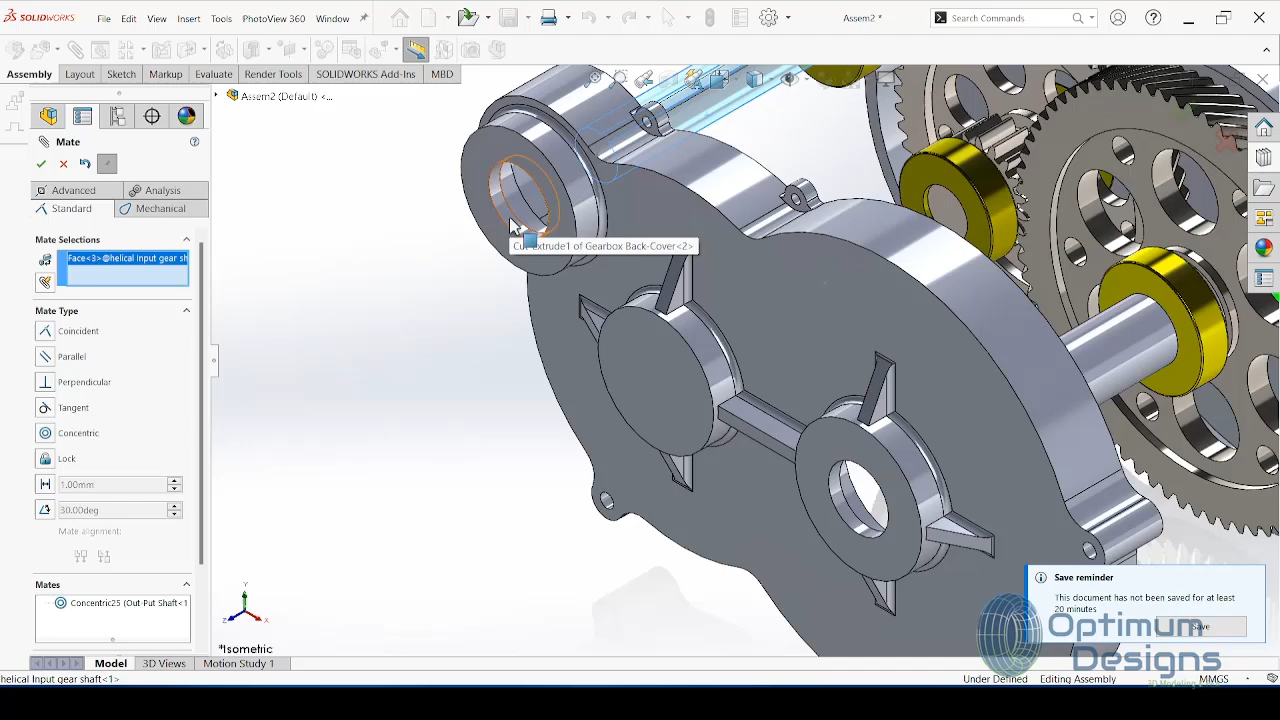 SOLIDWORKS File Edit View Insert Tools PhotoView 360 Window Assem2 * Search Commands
Assembly Layout Sketch Markup Evaluate Render Tools SOLIDWORKS Add-Ins MBD
Assem2 (Default) <...
Mate
Advanced Analysis
Standard Mechanical
Mate Selections
Face<3>@helical Input gear sh
Cut-Extrude1 of Gearbox Back-Cover<2>
Mate Type
Coincident
Parallel
Perpendicular
Tangent
Concentric
Lock
1.00mm
30.00deg
Mate alignment:
Mates
Concentric25 (Out-Put Shaft<1
Save reminder
This document has not been saved for at least
20 minutes
Save
Optimum
Designs
Y
Z X
*Isometric
Model 3D Views Motion Study 1
helical Input gear shaft<1> Under Defined Editing Assembly MMGS